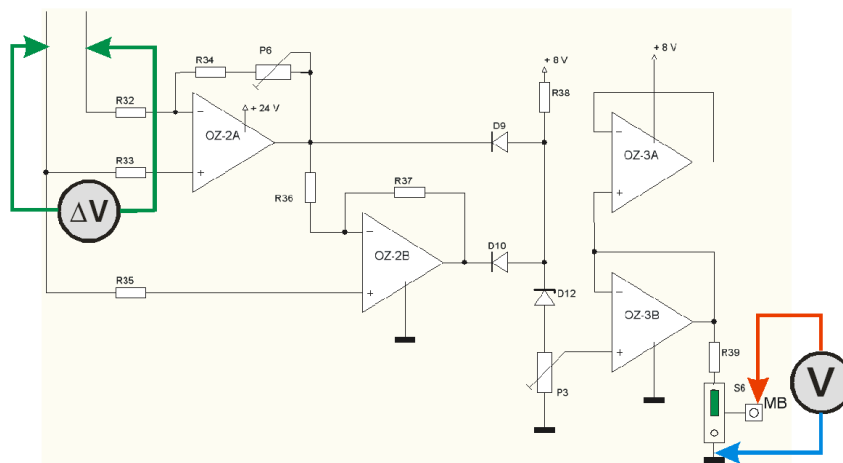 R34
P6
+ 8 V
+ 8 V
R38
R32
+ 24 V
OZ-2A
D9
OZ-3A
R33
R36
R37
ΔV
OZ-2B
D10
R35
D12
OZ-3B
R39
P3
S6
MB
V